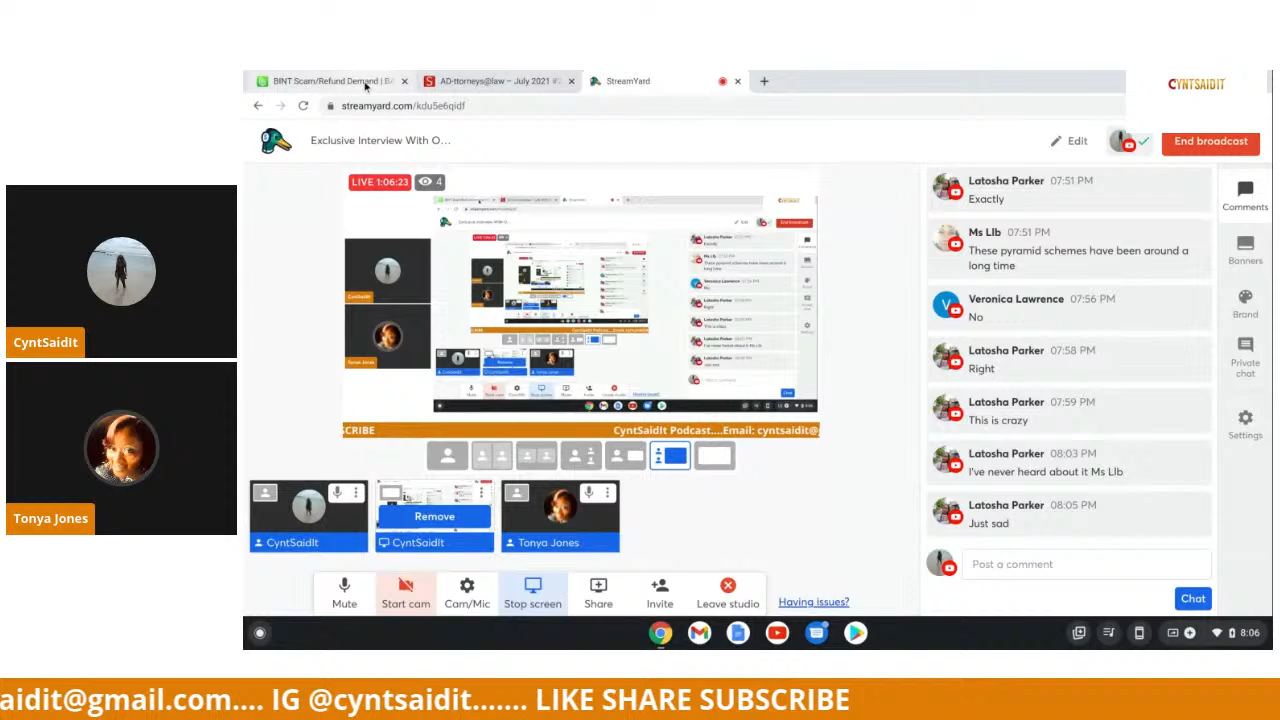 BINT Scam/Refund Demand | BA
AD-ttorneys@law – July 2021 #2
StreamYard
CYNTSAIDIT
streamyard.com/kdu5e6qidf
Exclusive Interview With O...
Edit
End broadcast
LIVE 1:06:23
4
CyntSaidIt
Tonya Jones
SCRIBE
CyntSaidIt Podcast....Email: cyntsaidit@g
Remove
CyntSaidIt
CyntSaidIt
Tonya Jones
Mute
Start cam
Cam/Mic
Stop screen
Share
Invite
Leave studio
Having issues?
Latosha Parker 07:51 PM
Exactly
Ms Llb 07:51 PM
These pyramid schemes have been around a
long time
Veronica Lawrence 07:56 PM
No
Latosha Parker 07:58 PM
Right
Latosha Parker 07:59 PM
This is crazy
Latosha Parker 08:03 PM
I've never heard about it Ms Llb
Latosha Parker 08:05 PM
Just sad
Post a comment
Chat
Comments
Banners
Brand
Private
chat
Settings
8:06
aidit@gmail.com.... IG @cyntsaidit....... LIKE SHARE SUBSCRIBE